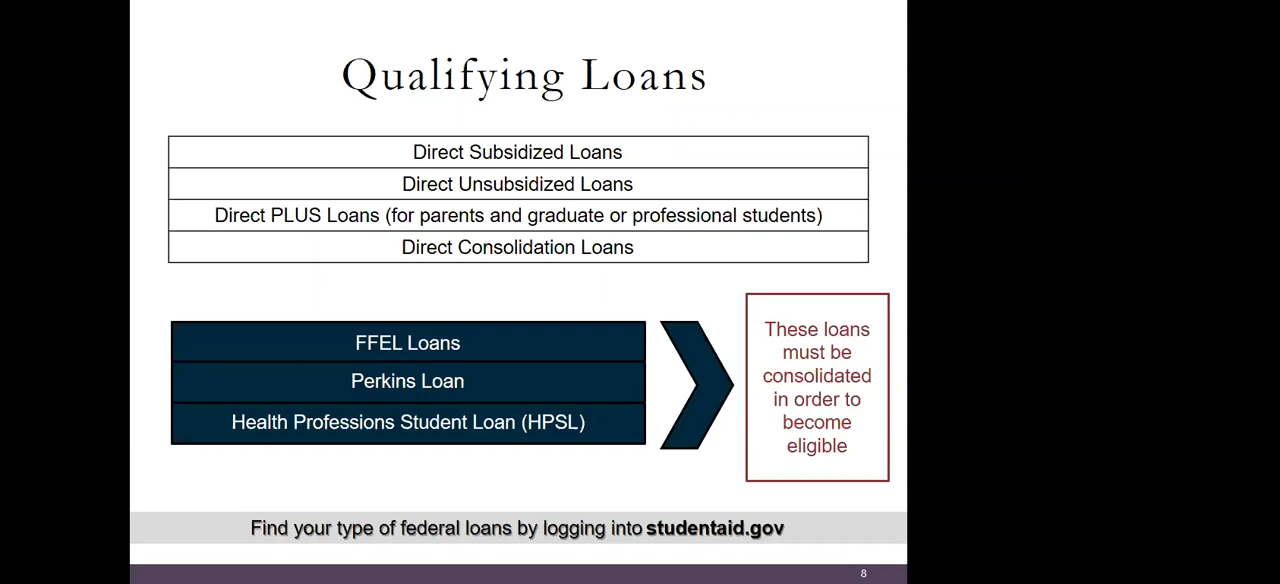 Qualifying Loans
Direct Subsidized Loans
Direct Unsubsidized Loans
Direct PLUS Loans (for parents and graduate or professional students)
Direct Consolidation Loans
FFEL Loans
Perkins Loan
Health Professions Student Loan (HPSL)
These loans
must be
consolidated
in order to
become
eligible
Find your type of federal loans by logging into studentaid.gov
8